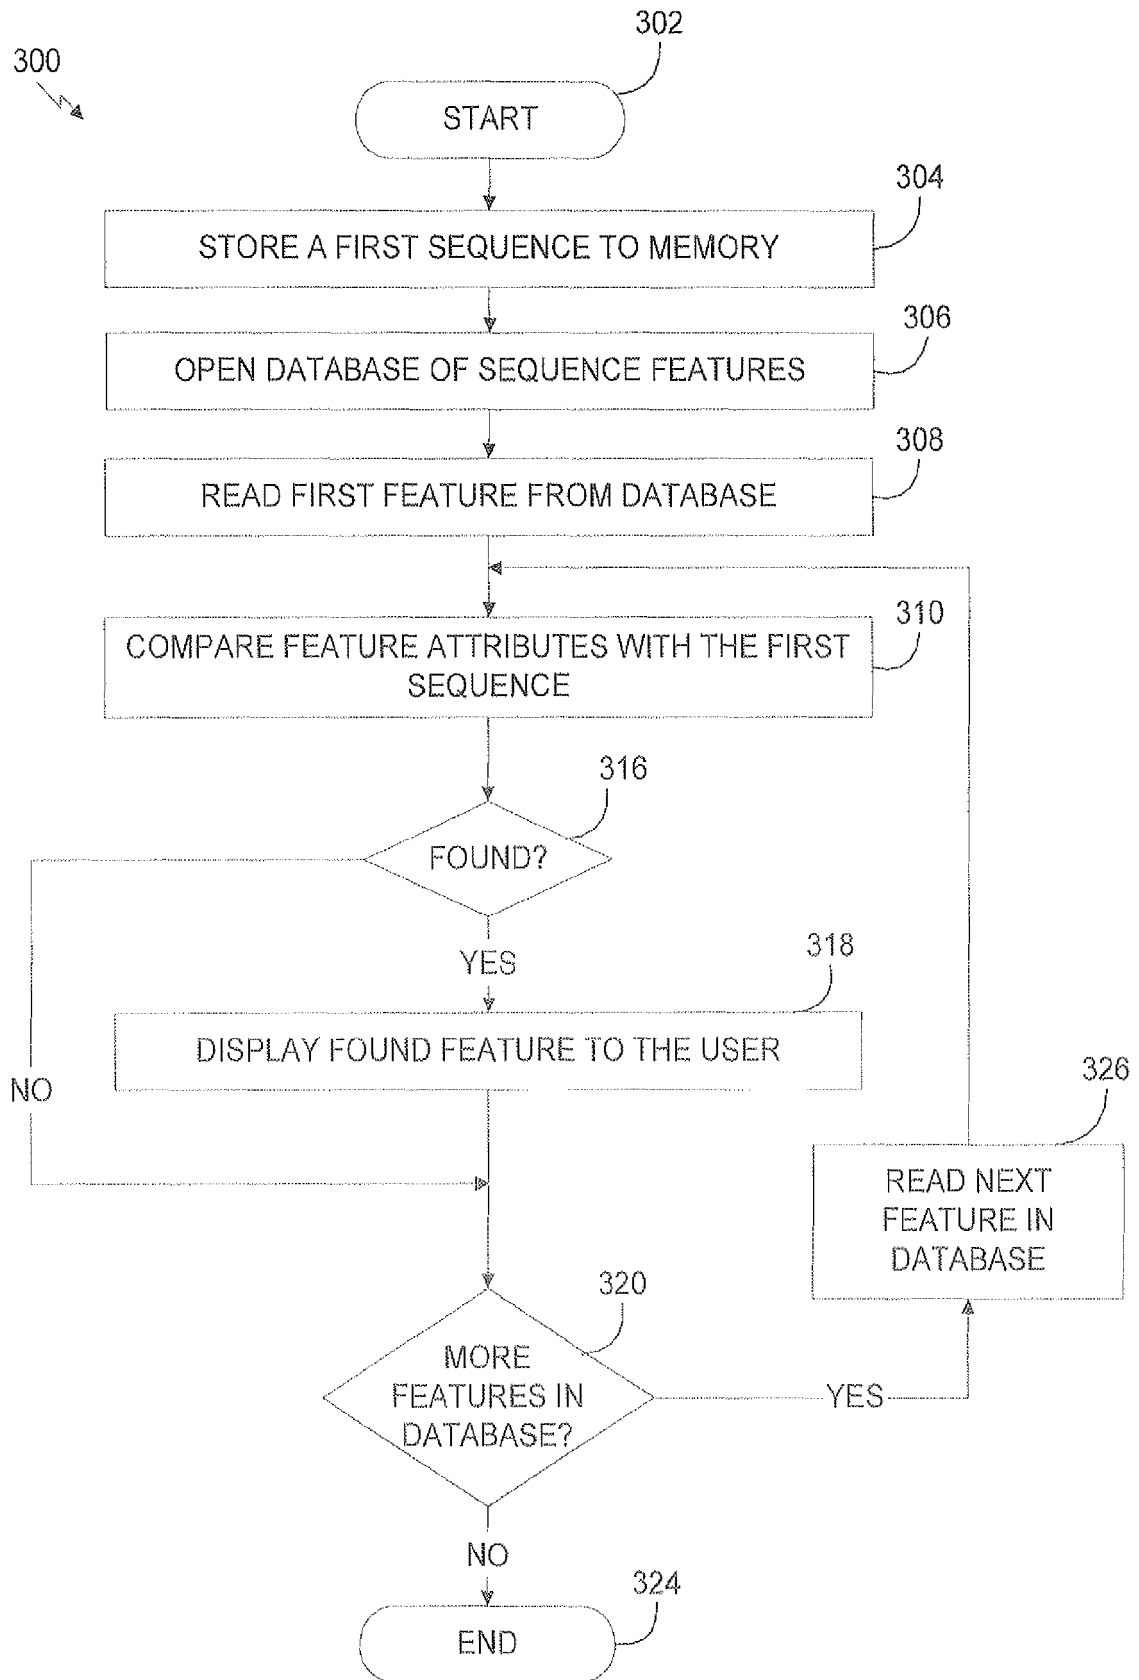 302
300
START
304
STORE A FIRST SEQUENCE TO MEMORY
306
OPEN DATABASE OF SEQUENCE FEATURES
308
READ FIRST FEATURE FROM DATABASE
310
COMPARE FEATURE ATTRIBUTES WITH THE FIRST
SEQUENCE
316
FOUND?
YES
318
DISPLAY FOUND FEATURE TO THE USER
NO
326
READ NEXT
FEATURE IN
DATABASE
320
MORE
FEATURES IN
DATABASE?
YES
NO
324
END